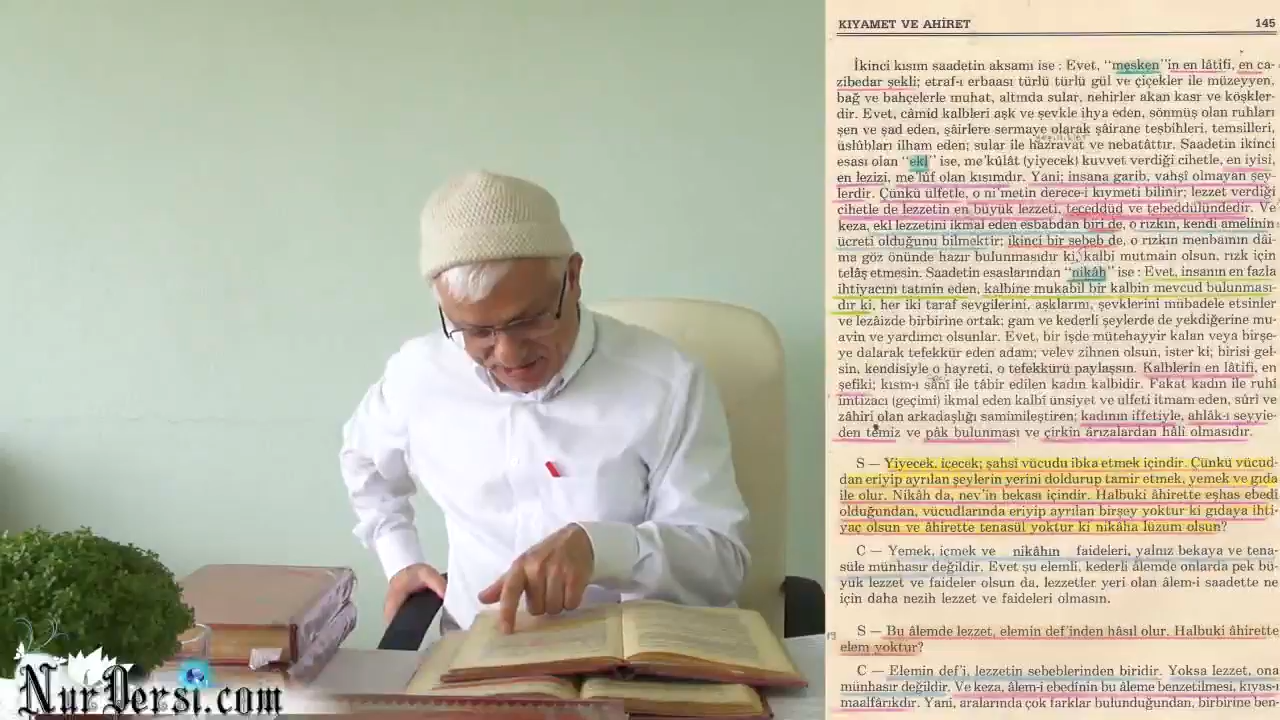 KIYAMET VE AHİRET 145
İkinci kısım saadetin aksamı ise : Evet, "mesken"in en lâtifi, en ca-
zibedar şekli; etraf-ı erbaası türlü türlü gül ve çiçekler ile müzeyyen,
bağ ve bahçelerle muhat, altında sular, nehirler akan kasr ve köşkler-
dir. Evet, câmid kalbleri aşk ve şevkle ihya eden, sönmüş olan ruhları
şen ve şad eden, şâirlere sermaye olarak şâirane teşbihleri, temsilleri,
üslûbları ilham eden; sular ile hazravat ve nebatâttır. Saadetin ikinci
esası olan "ekl" ise, me'kûlât (yiyecek) kuvvet verdiği cihetle, en iyisi,
en lezizi, me'lûf olan kısımdır. Yani; insana garib, vahşî olmayan şey-
lerdir. Çünkü ülfetle, o ni'metin derece-i kıymeti bilinir; lezzet verdiği
cihetle de lezzetin en büyük lezzeti, teceddüd ve tebeddülündedir. Ve
keza, ekl lezzetini ikmal eden esbabdan biri de, o rızkın, kendi amelinin
ücreti olduğunu bilmektir; ikinci bir sebeb de, o rızkın menbaının dâi-
ma göz önünde hazır bulunmasıdır ki, kalbi mutmain olsun, rızk için
telâş etmesin. Saadetin esaslarından "nikâh" ise : Evet, insanın en fazla
ihtiyacını tatmin eden, kalbine mukabil bir kalbin mevcud bulunması-
dır ki, her iki taraf sevgilerini, aşklarını, şevklerini mübadele etsinler
ve lezâizde birbirine ortak; gam ve kederli şeylerde de yekdiğerine mu-
avin ve yardımcı olsunlar. Evet, bir işde mütehayyir kalan veya birşe-
ye dalarak tefekkür eden adam; velev zihnen olsun, ister ki; birisi gel-
sin, kendisiyle o hayreti, o tefekkürü paylaşsın. Kalblerin en lâtifi, en
şefiki; kısm-ı sânî ile tâbir edilen kadın kalbidir. Fakat kadın ile ruhî
imtizacı (geçimi) ikmal eden kalbî ünsiyet ve ülfeti itmam eden, sûrî ve
zâhirî olan arkadaşlığı samimîleştiren; kadının iffetiyle, ahlâk-ı seyyie-
den temiz ve pâk bulunması ve çirkin ârızalardan hâlî olmasıdır.
S — Yiyecek, içecek; şahsî vücudu ibka etmek içindir. Çünkü vücud-
dan eriyip ayrılan şeylerin yerini doldurup tamir etmek, yemek ve gıda
ile olur. Nikâh da, nev'in bekası içindir. Halbuki âhirette eşhas ebedî
olduğundan, vücudlarında eriyip ayrılan birşey yoktur ki gıdaya ihti-
yaç olsun ve âhirette tenasül yoktur ki nikâha lüzum olsun?
C — Yemek, içmek ve nikâhın faideleri, yalnız bekaya ve tena-
süle münhasır değildir. Evet şu elemli, kederli âlemde onlarda pek bü-
yük lezzet ve faideler olsun da, lezzetler yeri olan âlem-i saadette ne
için daha nezih lezzet ve faideleri olmasın.
S — Bu âlemde lezzet, elemin def'inden hâsıl olur. Halbuki âhirette
elem yoktur?
C — Elemin def'i, lezzetin sebeblerinden biridir. Yoksa lezzet, ona
münhasır değildir. Ve keza, âlem-i ebedînin bu âleme benzetilmesi, kıyas-ı
maalfârıkdır. Yani, aralarında çok farklar bulunduğundan, birbirine ben-
NurDersi.com